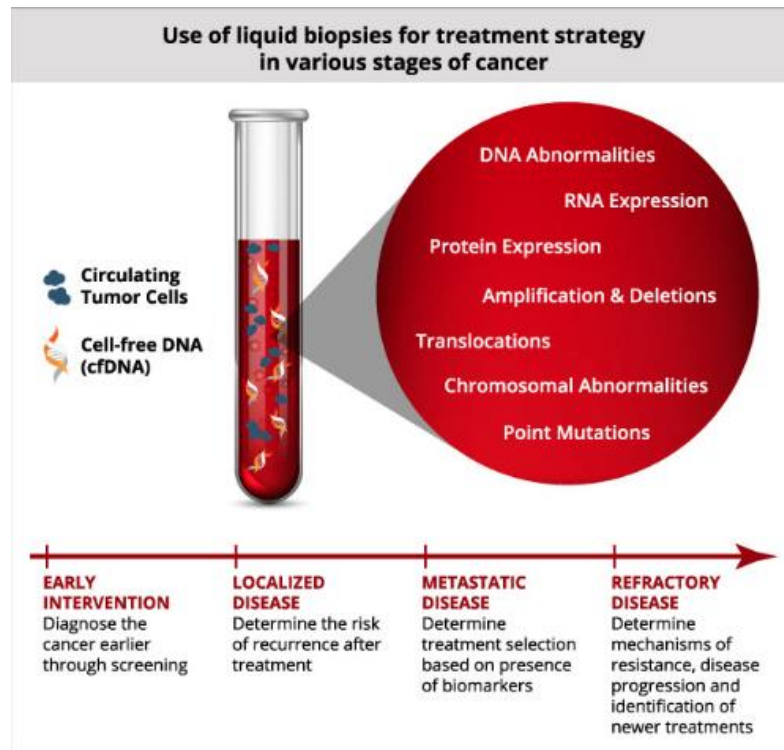 Use of liquid biopsies for treatment strategy
in various stages of cancer
DNA Abnormalities
RNA Expression
Protein Expression
Amplification & Deletions
Translocations
Chromosomal Abnormalities
Point Mutations
Circulating
Tumor Cells
Cell-free DNA
(cfDNA)
EARLY
INTERVENTION
Diagnose the
cancer earlier
through screening
LOCALIZED
DISEASE
Determine the risk
of recurrence after
treatment
METASTATIC
DISEASE
Determine
treatment selection
based on presence
of biomarkers
REFRACTORY
DISEASE
Determine
mechanisms of
resistance, disease
progression and
identification of
newer treatments